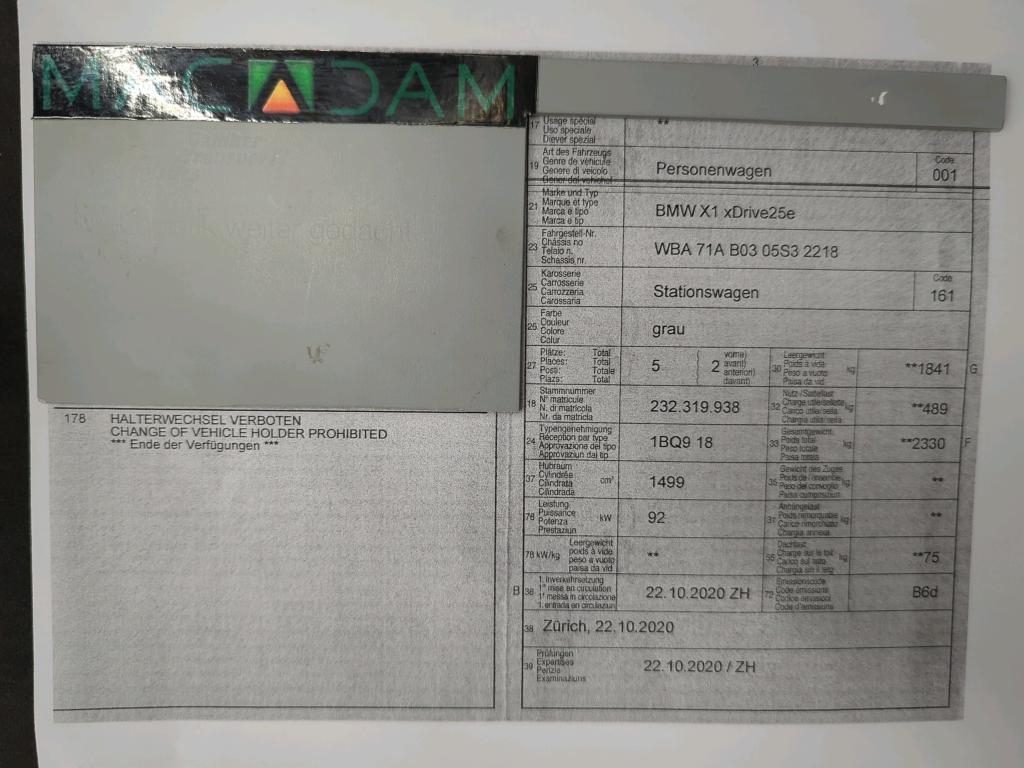 3
MACADAM
17 Usage spécial
Uso speciale
Diever spezial
**
19 Art des Fahrzeugs
Genre de véhicule
Genere di veicolo
Gener dal vehichel
Personenwagen
Code
001
21 Marke und Typ
Marque et type
Marca e tipo
Marca e tip
BMW X1 xDrive25e
23 Fahrgestell-Nr.
Châssis no
Telaio n.
Schassis nr.
WBA 71A B03 05S3 2218
25 Karosserie
Carrosserie
Carrozzeria
Carossaria
Stationswagen
Code
161
26 Farbe
Couleur
Colore
Colur
grau
27 Plätze: Total
Places: Total
Posti: Totale
Plazs: Total
5
2
vorne)
avant)
anteriori)
davant)
30 Leergewicht
Poids à vide
Peso a vuoto
Paisa da vid
kg
**1841
G
18 Stammnummer
N° matricule
N. di matricola
Nr. da matricla
232.319.938
32 Nutz-/Sattellast
Charge utile/sellette
Carico utile/sella
Chargia utila/sella
kg
**489
24 Typengenehmigung
Réception par type
Approvazione del tipo
Approvaziun dal tip
1BQ9 18
33 Gesamtgewicht
Poids total
Peso totale
Paisa totala
kg
**2330
F
37 Hubraum
Cylindrée
Cilindrata
Cilindrada
cm³
1499
35 Gewicht des Zuges
Poids de l'ensemble
Peso del convoglio
Paisa cumposiziun
kg
**
76 Leistung
Puissance
Potenza
Prestaziun
kW
92
31 Anhängelast
Poids remorquable
Carico rimorchiato
Chargia annexa
kg
**
78 kW/kg
Leergewicht
poids à vide
peso a vuoto
paisa da vid
**
55 Dachlast
Charge sur le toit
Carico sul tetto
Chargia sin il tetg
kg
**75
B 36 1. Inverkehrsetzung
1re mise en circulation
1a messa in circolazione
1. entrada en circulaziun
22.10.2020 ZH
72 Emissionscode
Code émissions
Codice emissioni
Code d'emissiuns
B6d
38 Zürich, 22.10.2020
39 Prüfungen
Expertises
Perizie
Examinaziuns
22.10.2020 / ZH
178 HALTERWECHSEL VERBOTEN
CHANGE OF VEHICLE HOLDER PROHIBITED
*** Ende der Verfügungen ***